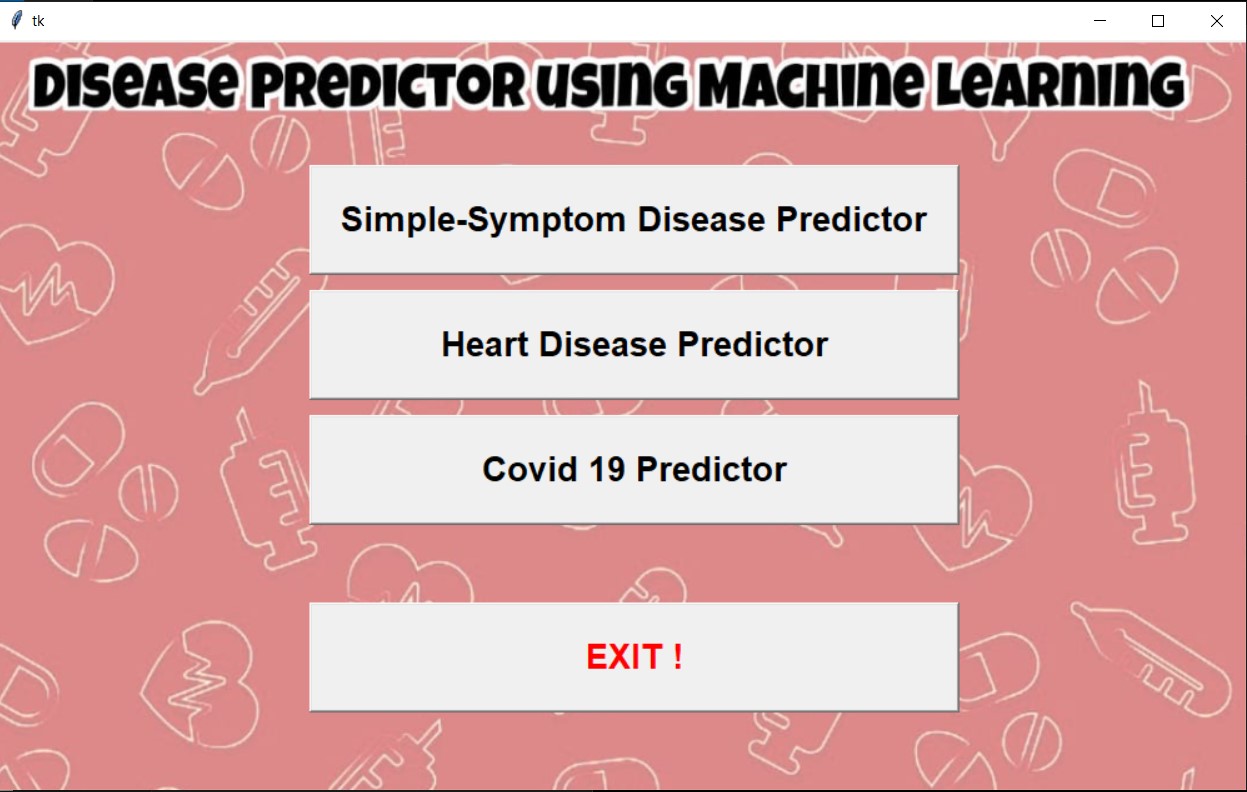 tk
DISEASE PREDICTOR USING MACHINE LEARNING
Simple-Symptom Disease Predictor
Heart Disease Predictor
Covid 19 Predictor
EXIT !